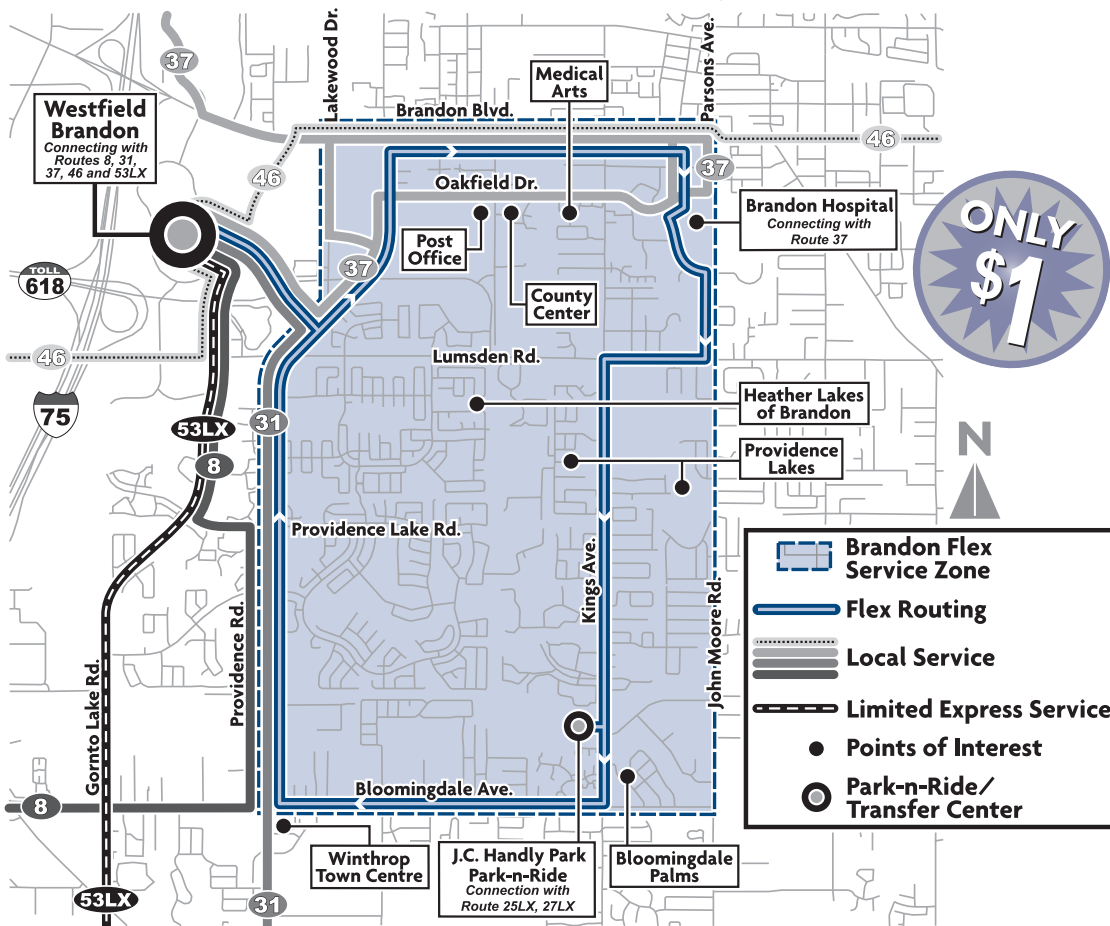 Lakewood Dr.
Parsons Ave.
37
Medical
Arts
Westfield
Brandon
Connecting with
Routes 8, 31,
37, 46 and 53LX
Brandon Blvd.
46
46
37
Oakfield Dr.
Brandon Hospital
Connecting with
Route 37
ONLY
$1
Post
Office
37
TOLL
618
County
Center
46
Lumsden Rd.
75
Heather Lakes
of Brandon
31
53LX
8
Providence
Lakes
N
Providence Lake Rd.
Kings Ave.
Brandon Flex
Service Zone
Flex Routing
Local Service
Limited Express Service
Points of Interest
Park-n-Ride/
Transfer Center
John Moore Rd.
Providence Rd.
Gornto Lake Rd.
Bloomingdale Ave.
8
Winthrop
Town Centre
J.C. Handly Park
Park-n-Ride
Connection with
Route 25LX, 27LX
Bloomingdale
Palms
53LX
31